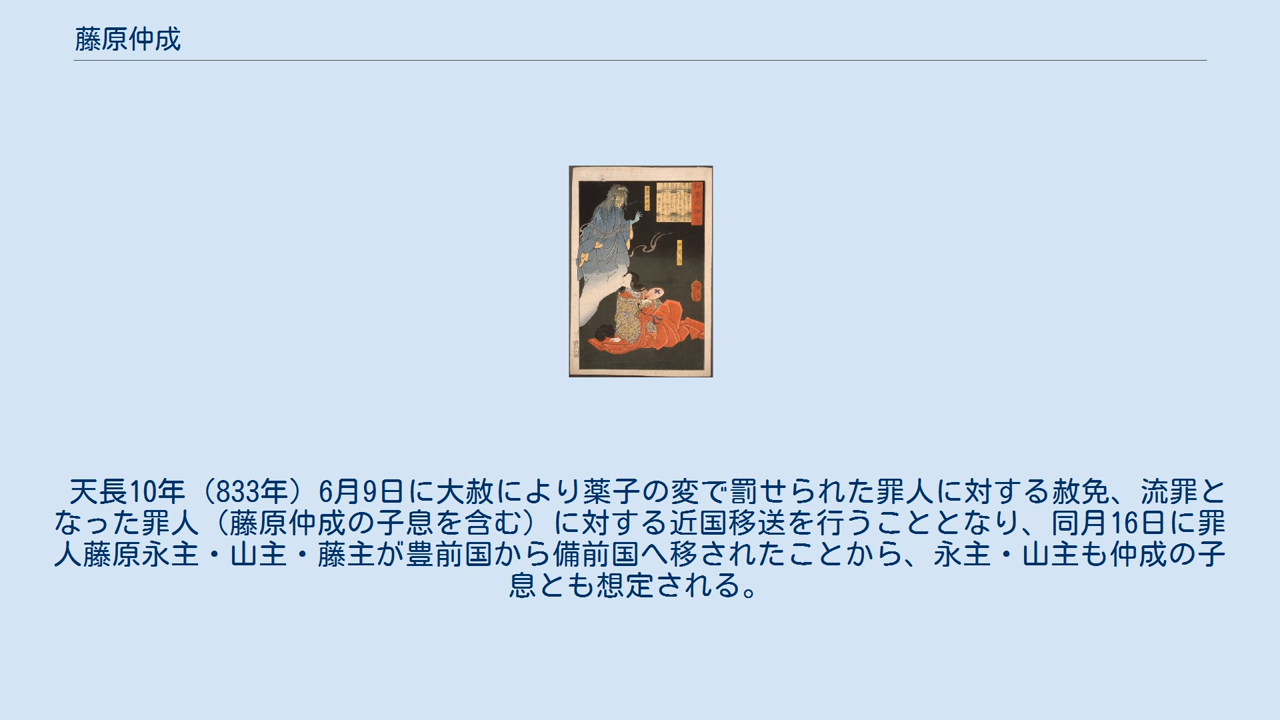 藤原仲成
天長10年（833年）6月9日に大赦により薬子の変で罰せられた罪人に対する赦免、流罪と
なった罪人（藤原仲成の子息を含む）に対する近国移送を行うこととなり、同月16日に罪
人藤原永主・山主・藤主が豊前国から備前国へ移されたことから、永主・山主も仲成の子
息とも想定される。